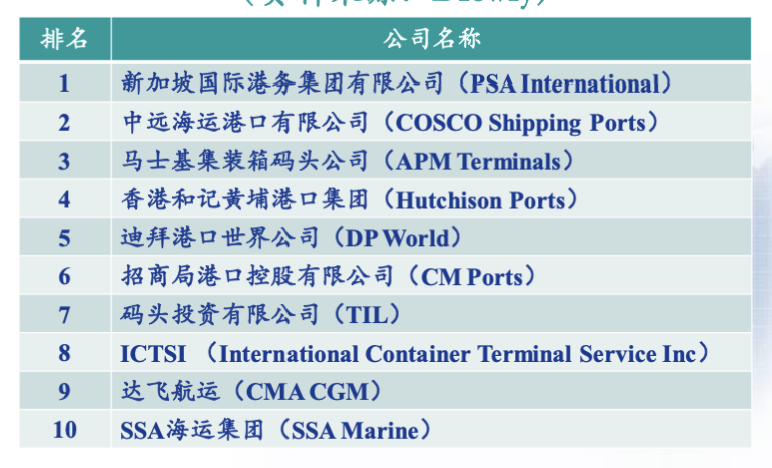 排名 公司名称
1 新加坡国际港务集团有限公司（PSA International）
2 中远海运港口有限公司（COSCO Shipping Ports）
3 马士基集装箱码头公司（APM Terminals）
4 香港和记黄埔港口集团（Hutchison Ports）
5 迪拜港口世界公司（DP World）
6 招商局港口控股有限公司（CM Ports）
7 码头投资有限公司（TIL）
8 ICTSI （International Container Terminal Service Inc）
9 达飞航运（CMA CGM）
10 SSA海运集团（SSA Marine）